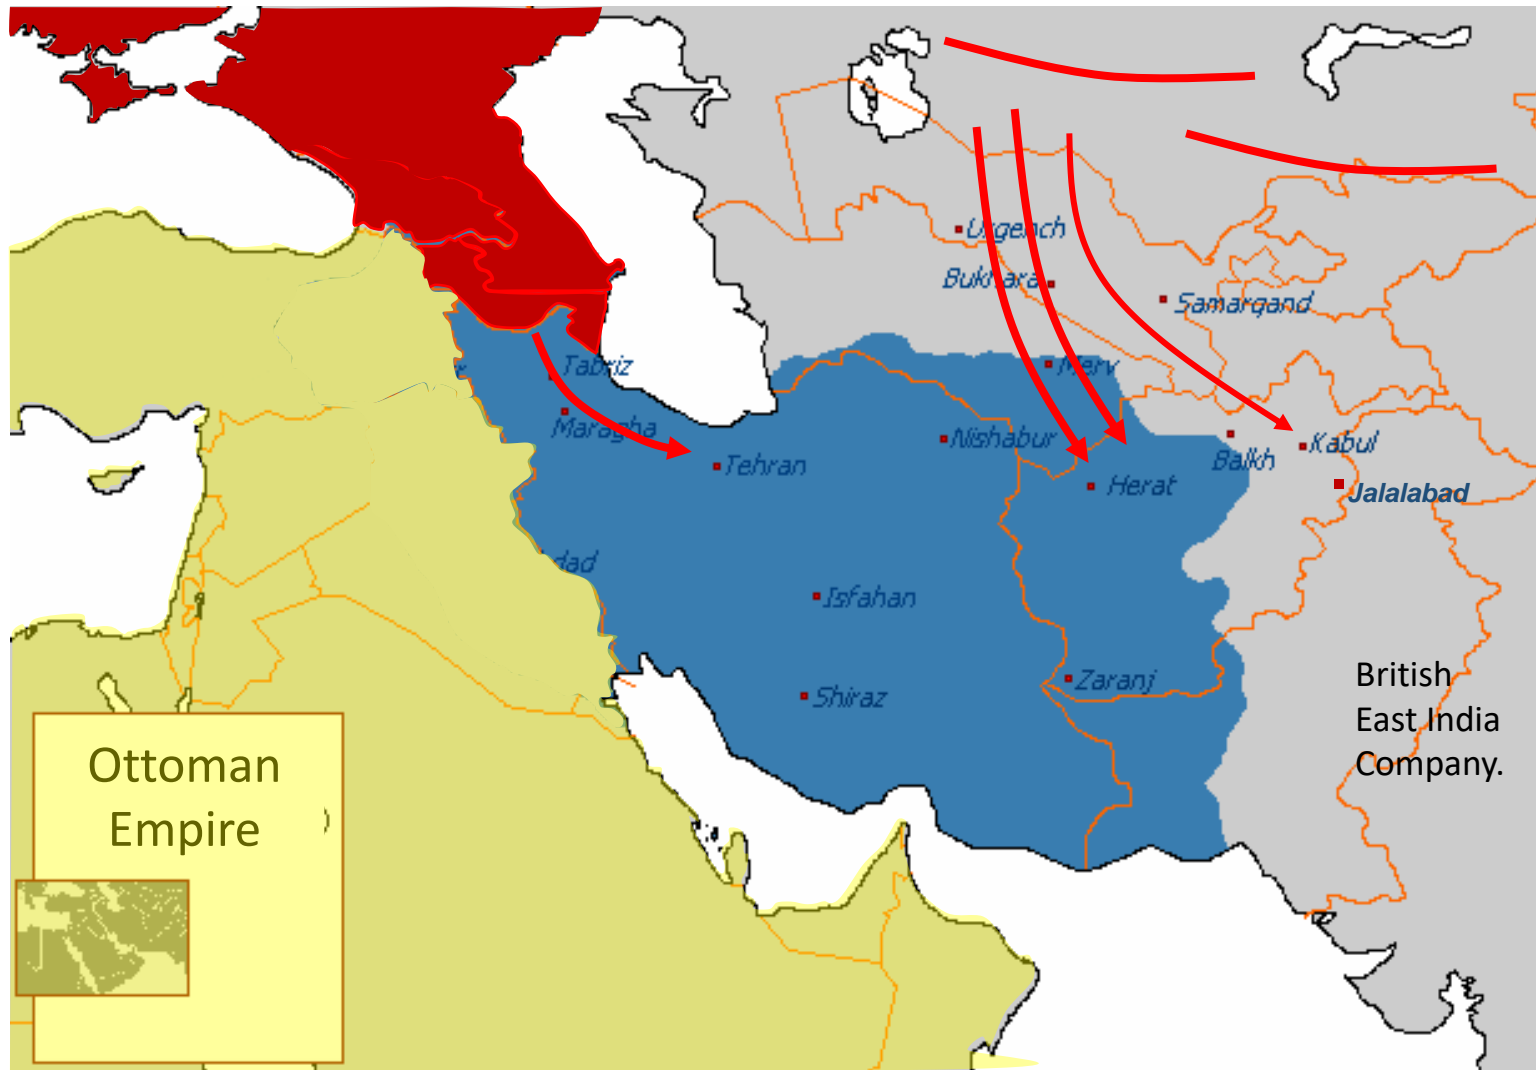 Urgench
Bukhara
Samarqand
Tabriz
Merv
Maragha
Nishabur
Kabul
Tehran
Balkh
Herat
Jalalabad
dad
Isfahan
Zaranj
Shiraz
British
East India
Company.
Ottoman
Empire